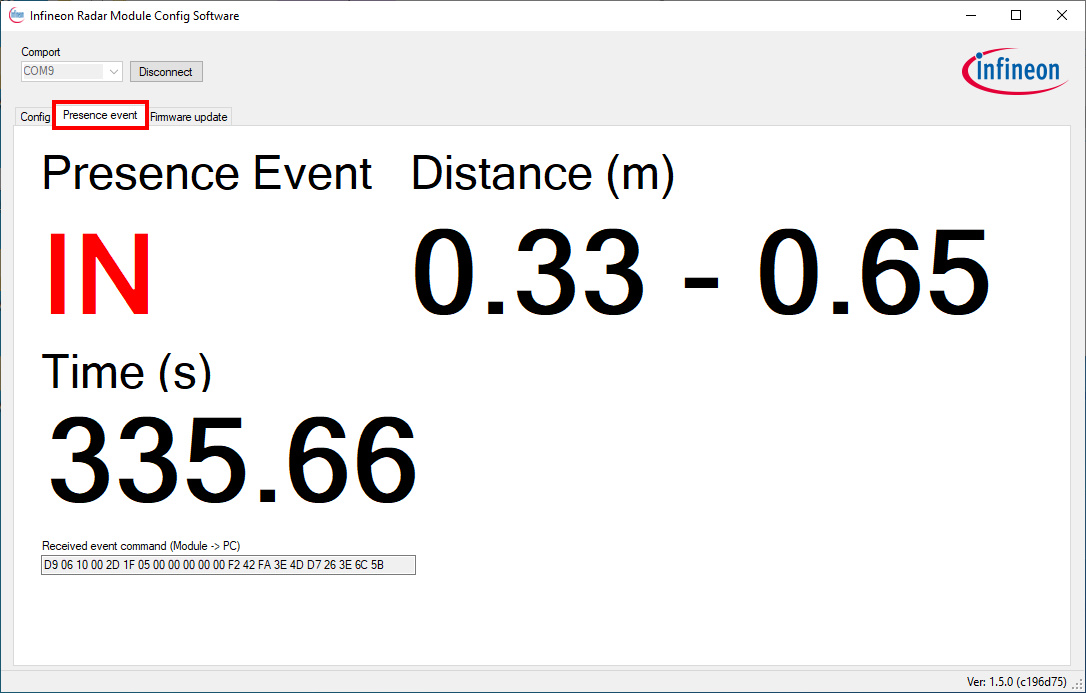 Infineon Radar Module Config Software
Comport
COM9
Disconnect
infineon
Config Presence event Firmware update
Presence Event Distance (m)
IN 0.33 - 0.65
Time (s)
335.66
Received event command (Module -> PC)
D9 06 10 00 2D 1F 05 00 00 00 00 00 F2 42 FA 3E 4D D7 26 3E 6C 5B
Ver: 1.5.0 (c196d75)